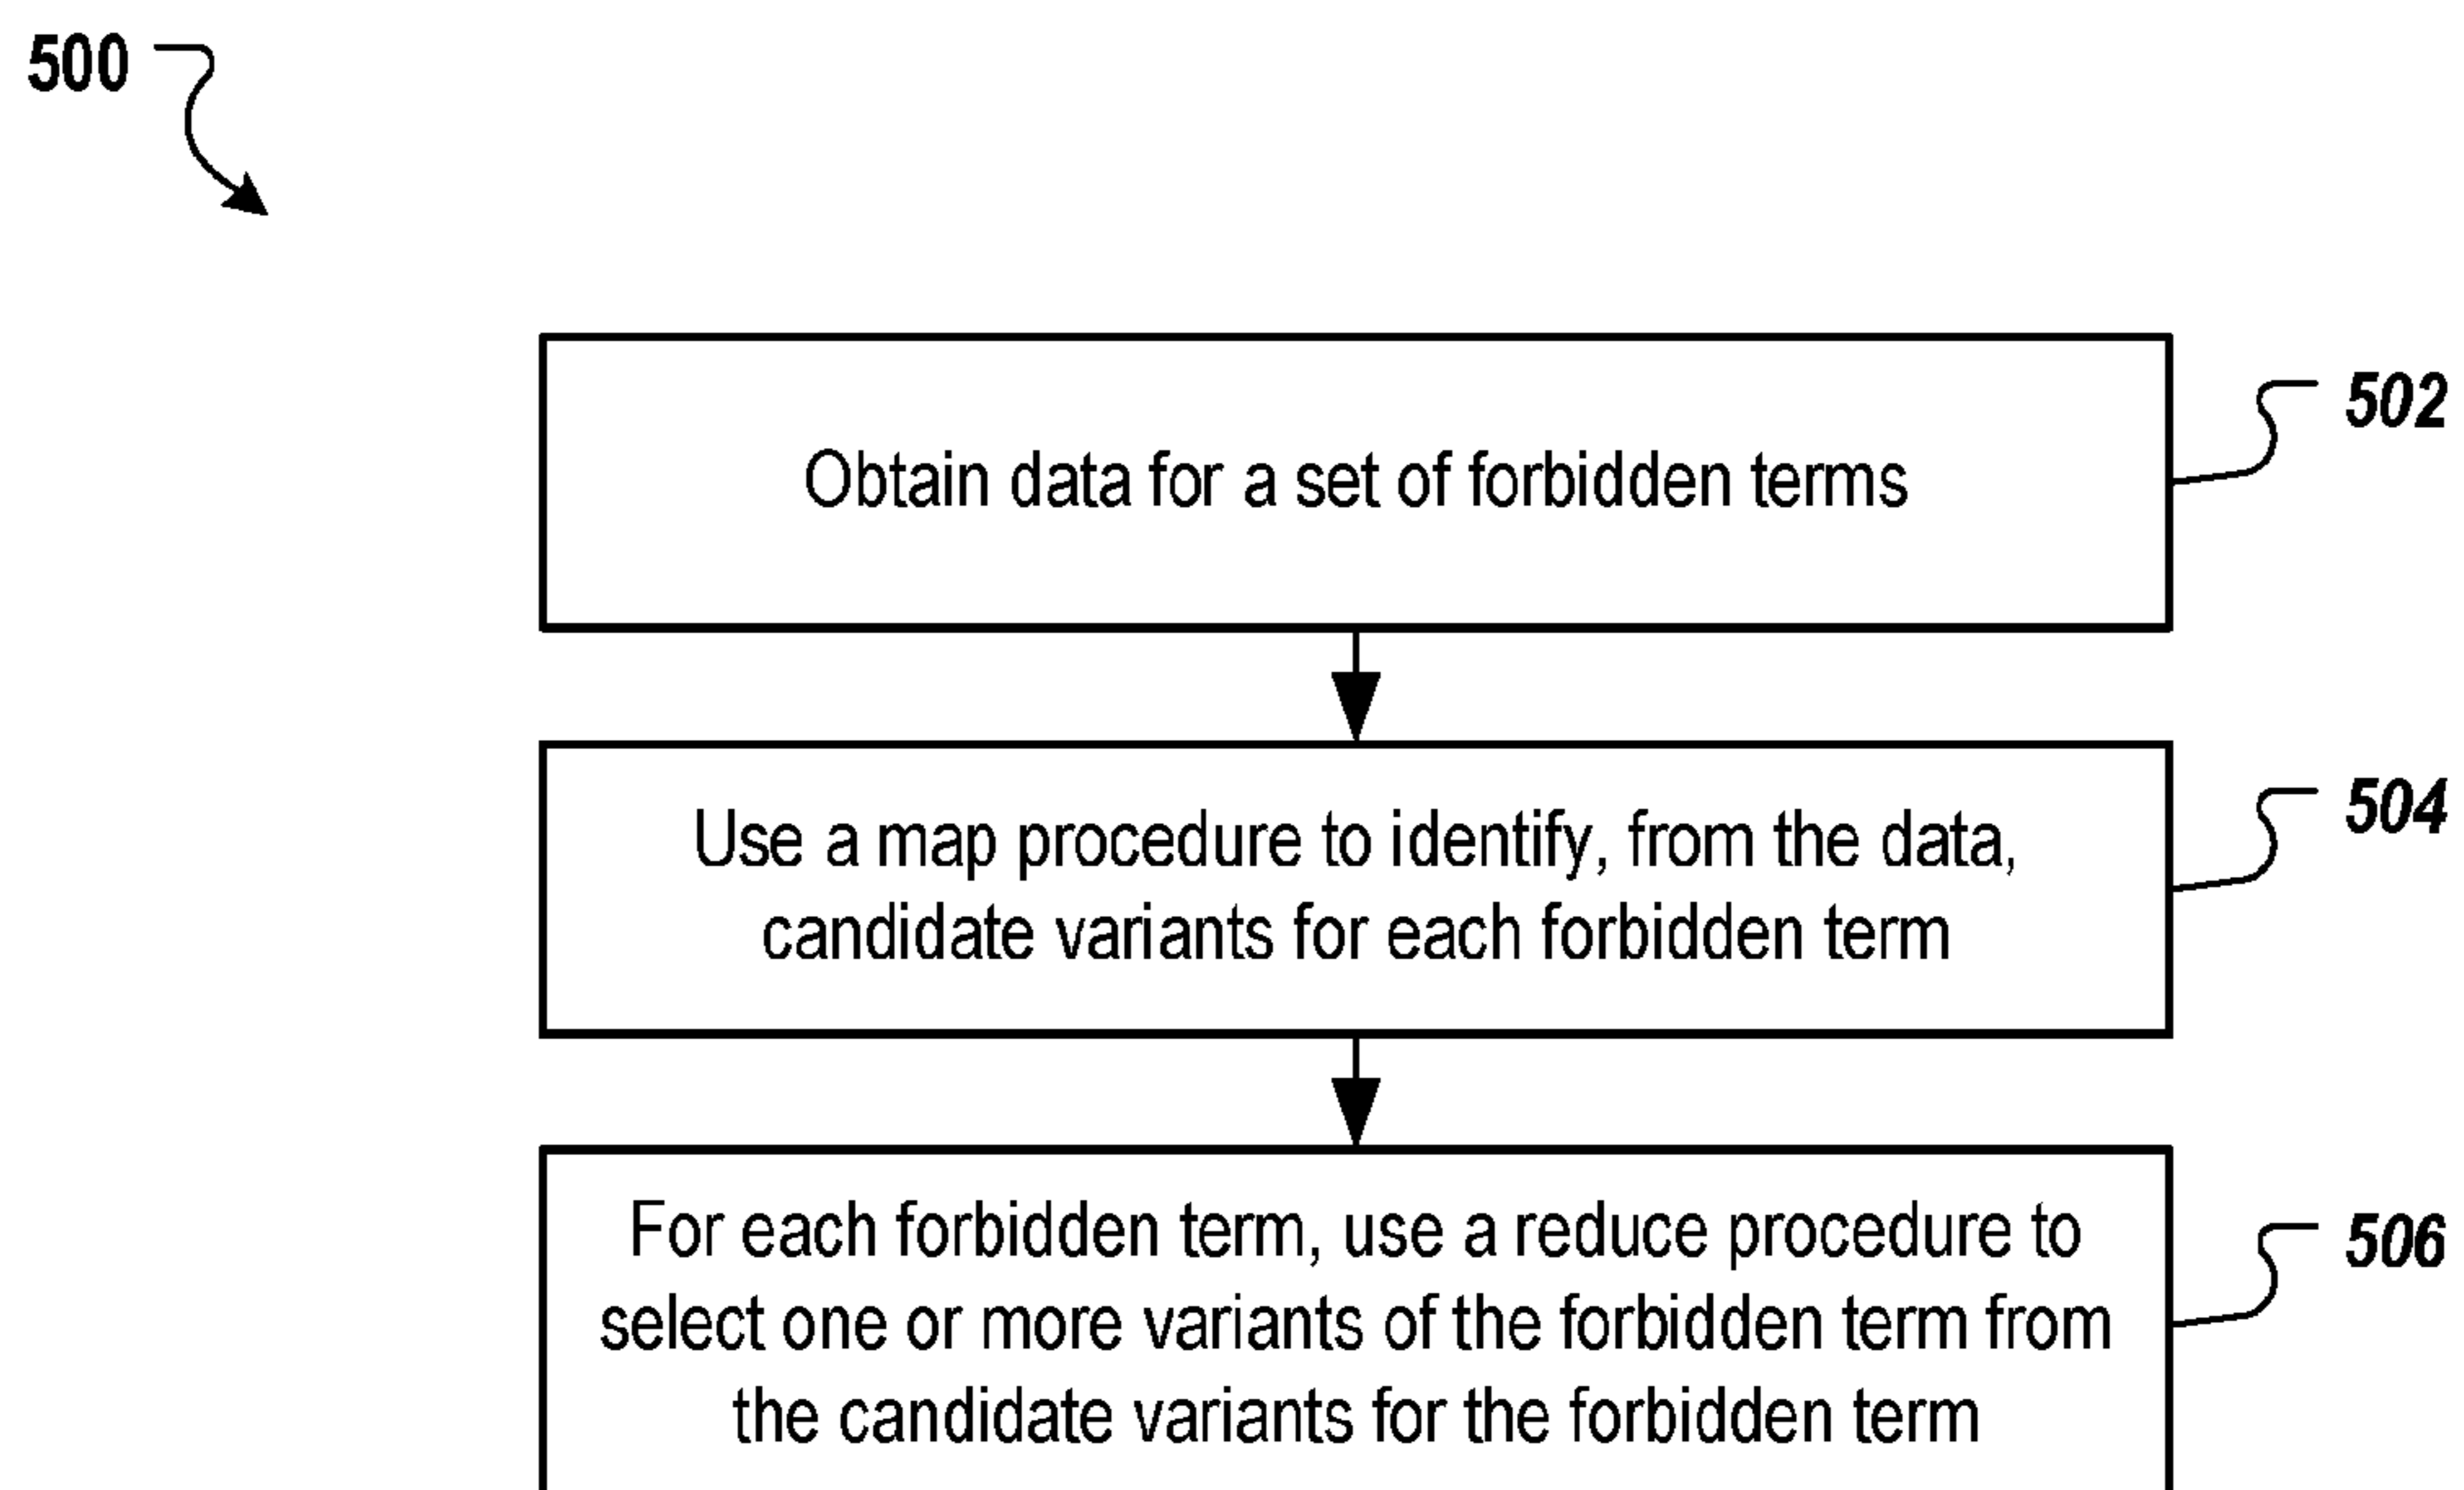 500
Obtain data for a set of forbidden terms
502
Use a map procedure to identify, from the data,
candidate variants for each forbidden term
504
For each forbidden term, use a reduce procedure to
select one or more variants of the forbidden term from
the candidate variants for the forbidden term
506